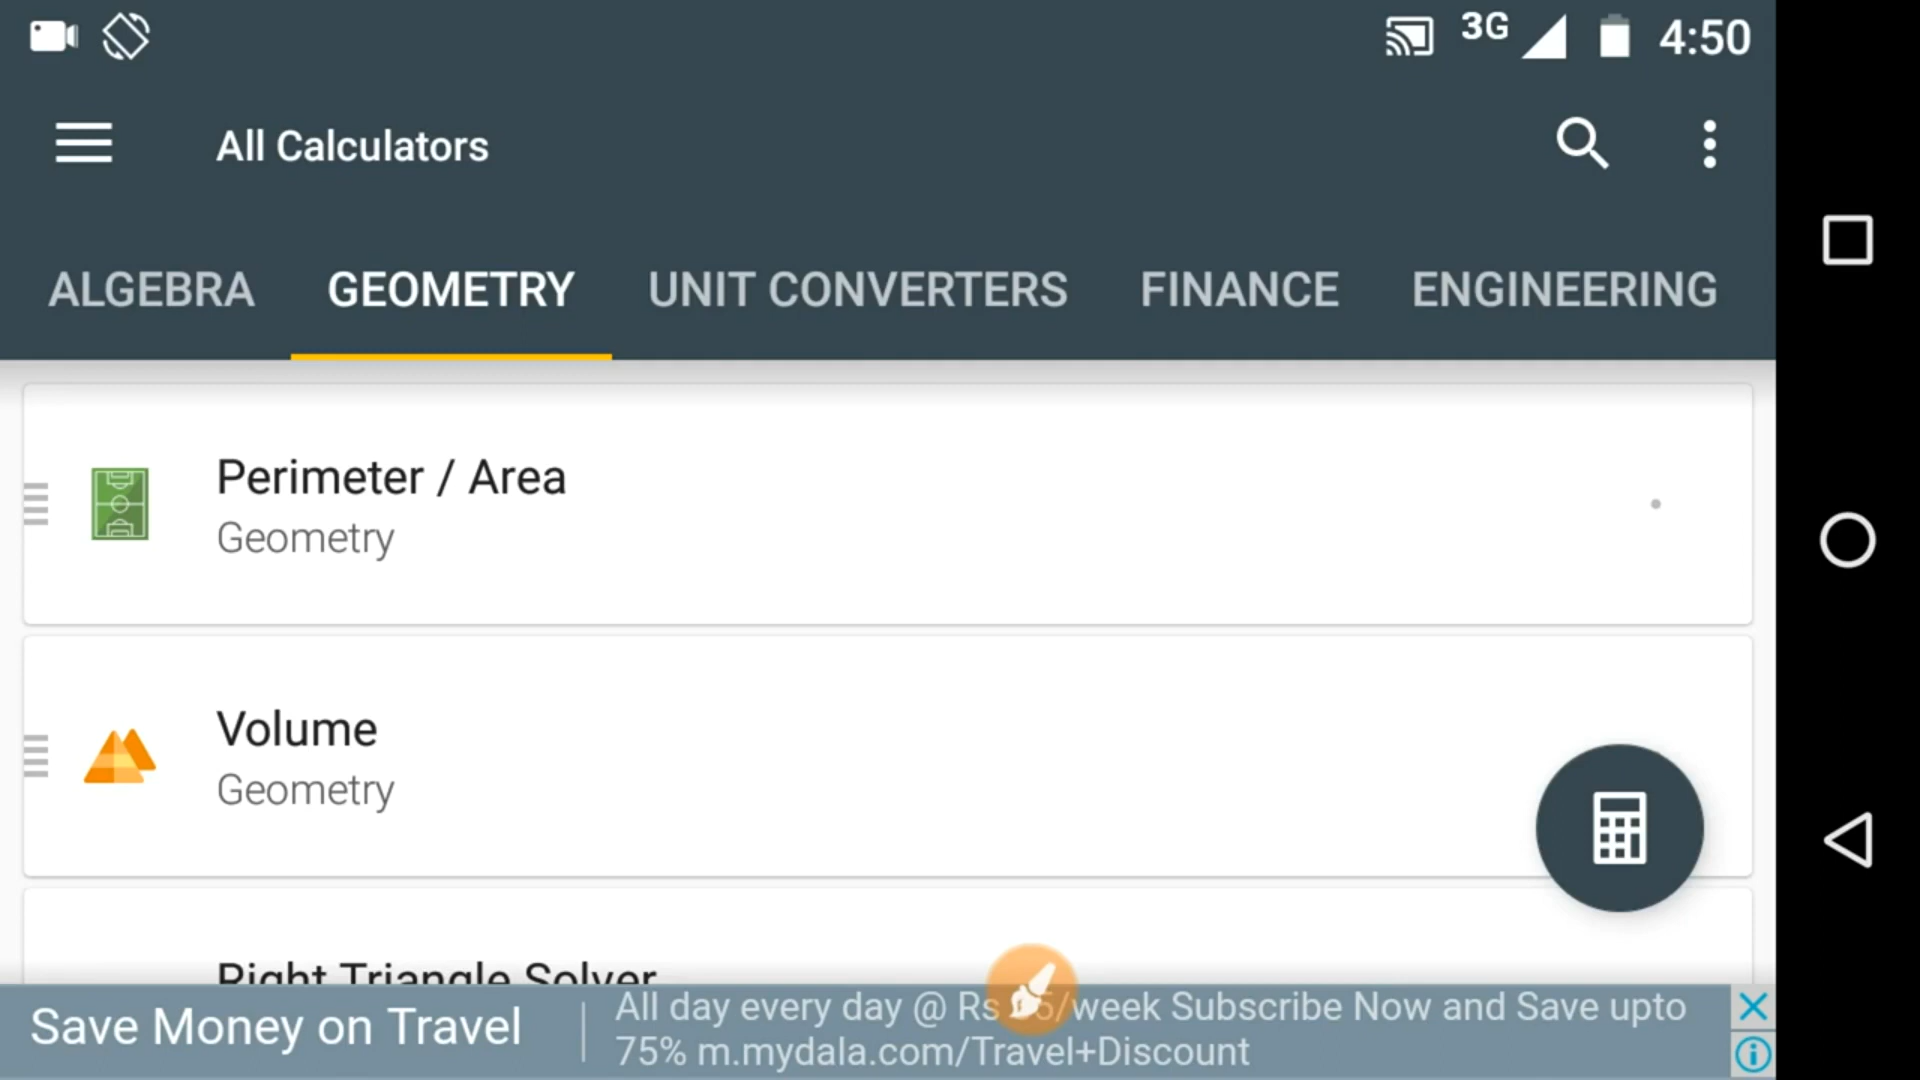 3G 4:50
All Calculators
ALGEBRA GEOMETRY UNIT CONVERTERS FINANCE ENGINEERING
Perimeter / Area
Geometry
Volume
Geometry
Right Triangle Solver
Save Money on Travel
All day every day @ Rs 5/week Subscribe Now and Save upto
75% m.mydala.com/Travel+Discount